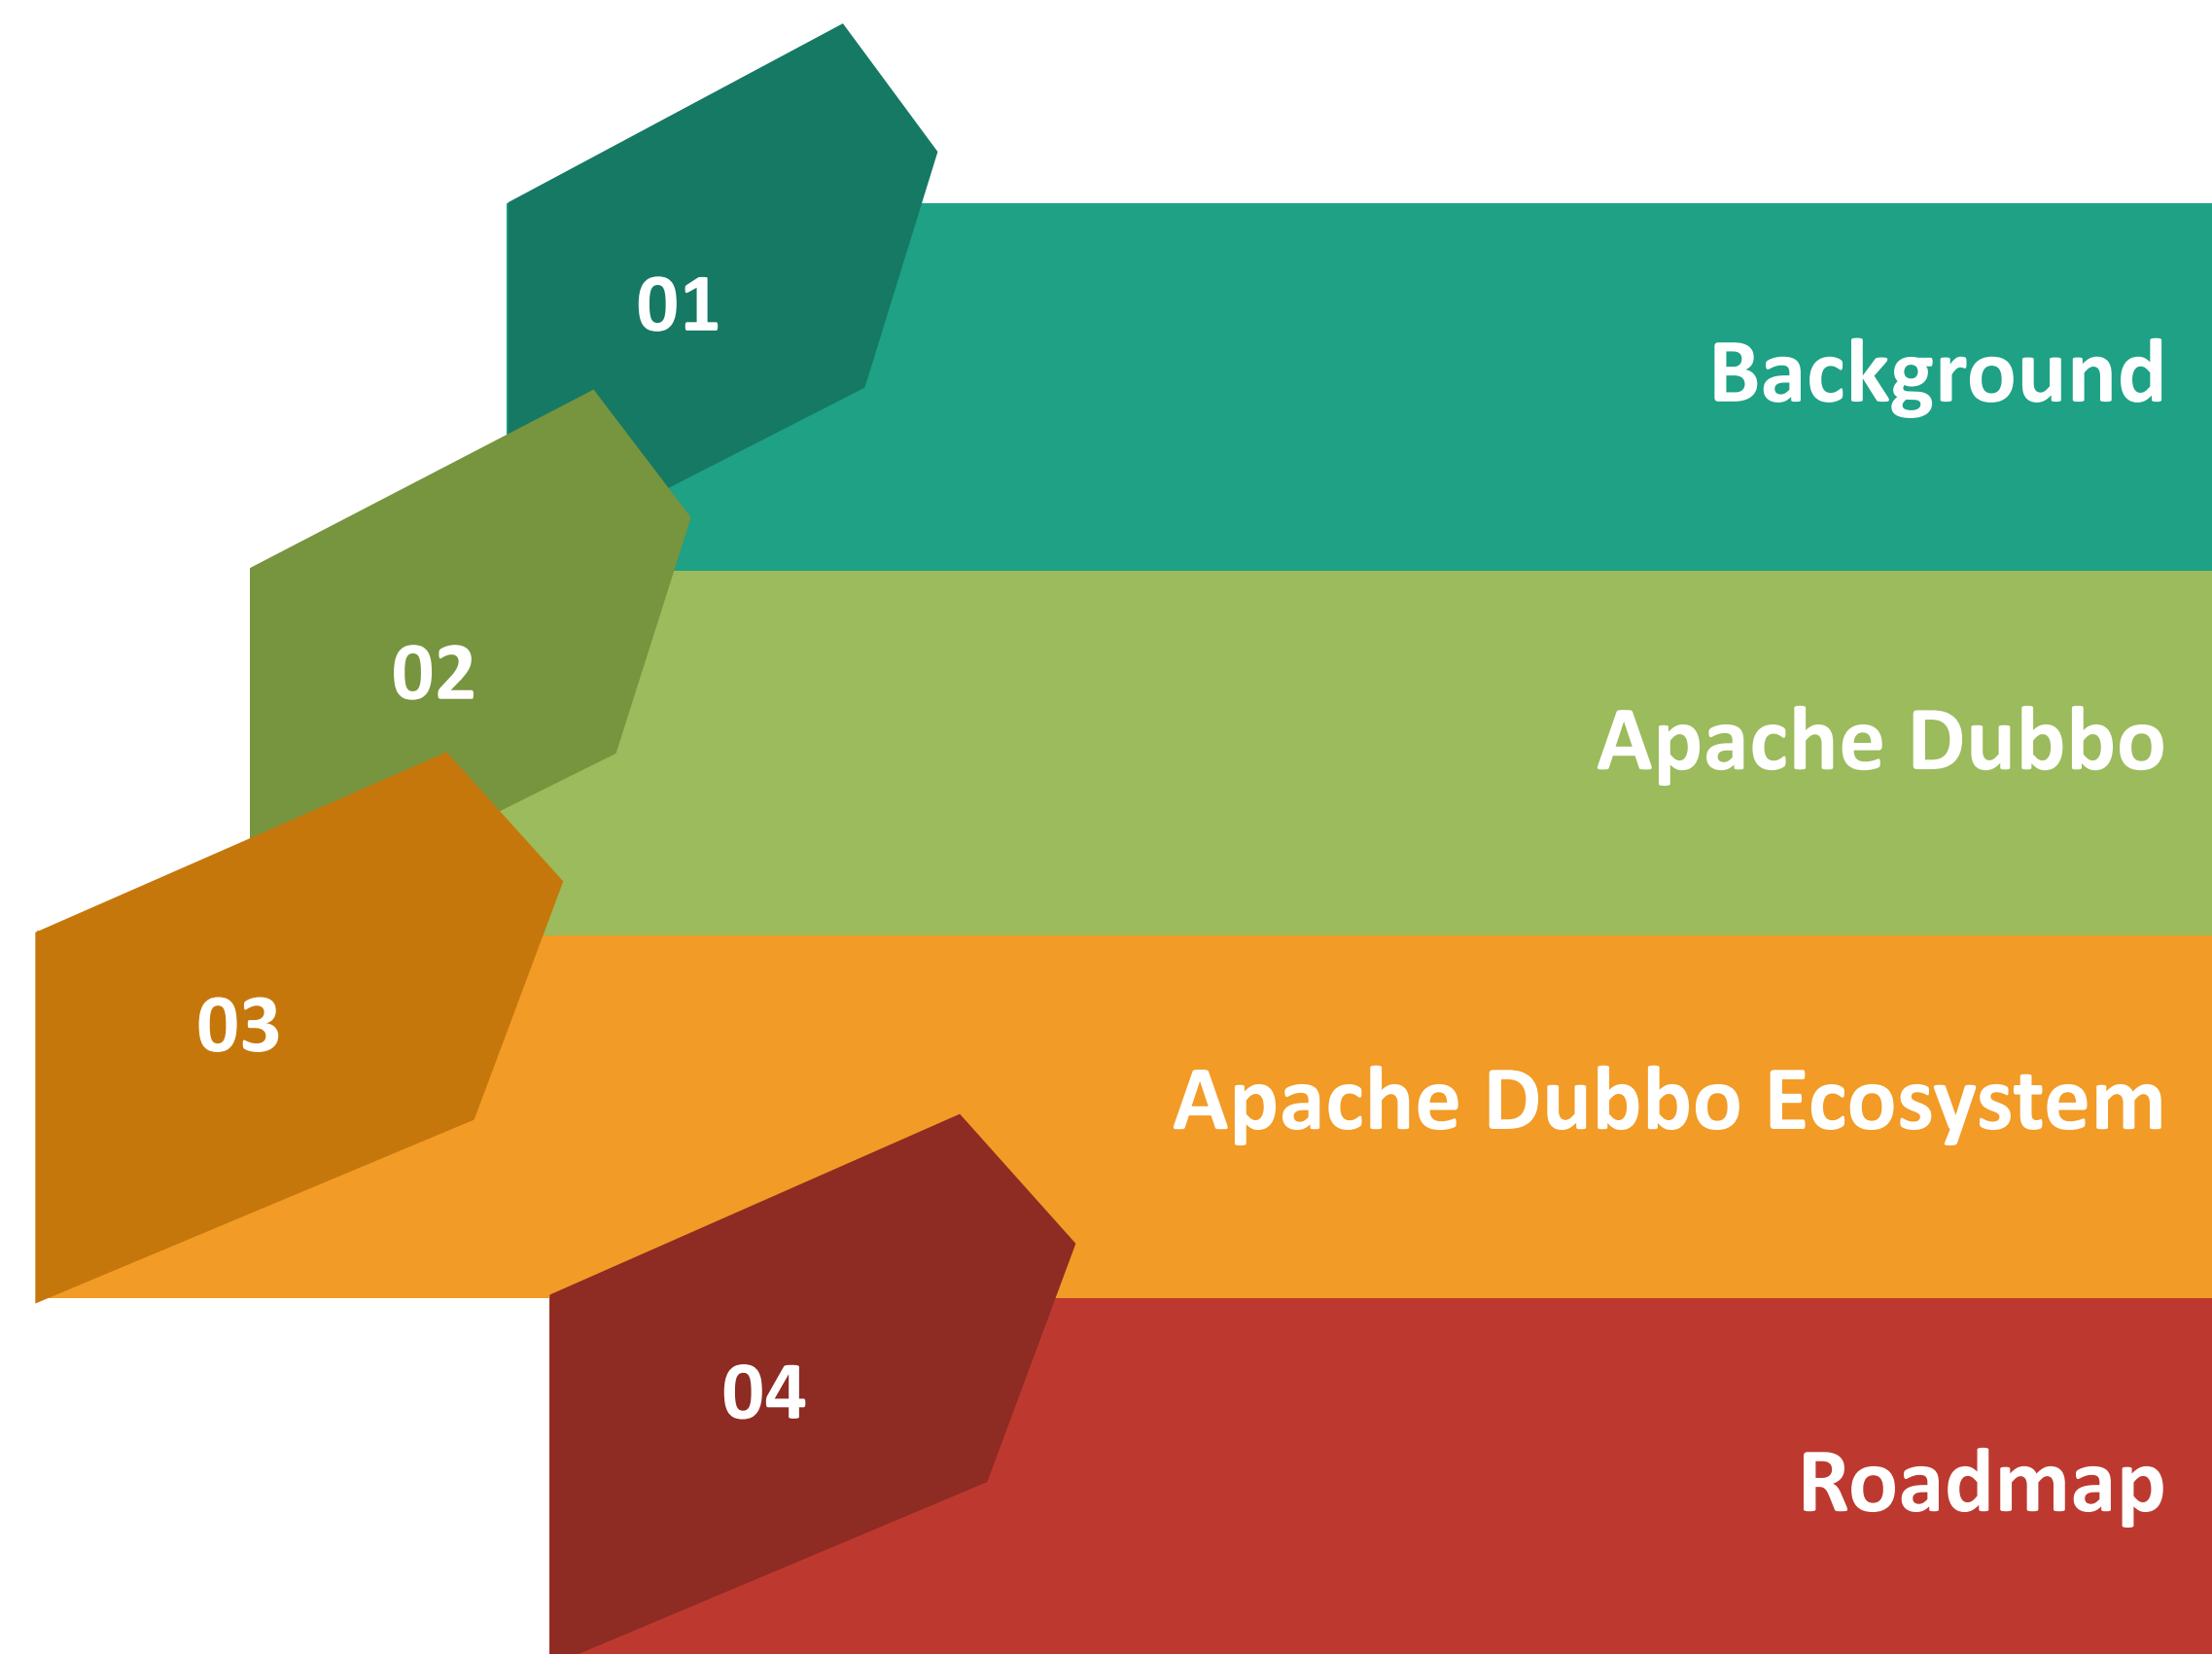 01
Background
02
Apache Dubbo
03
Apache Dubbo Ecosystem
04
Roadmap